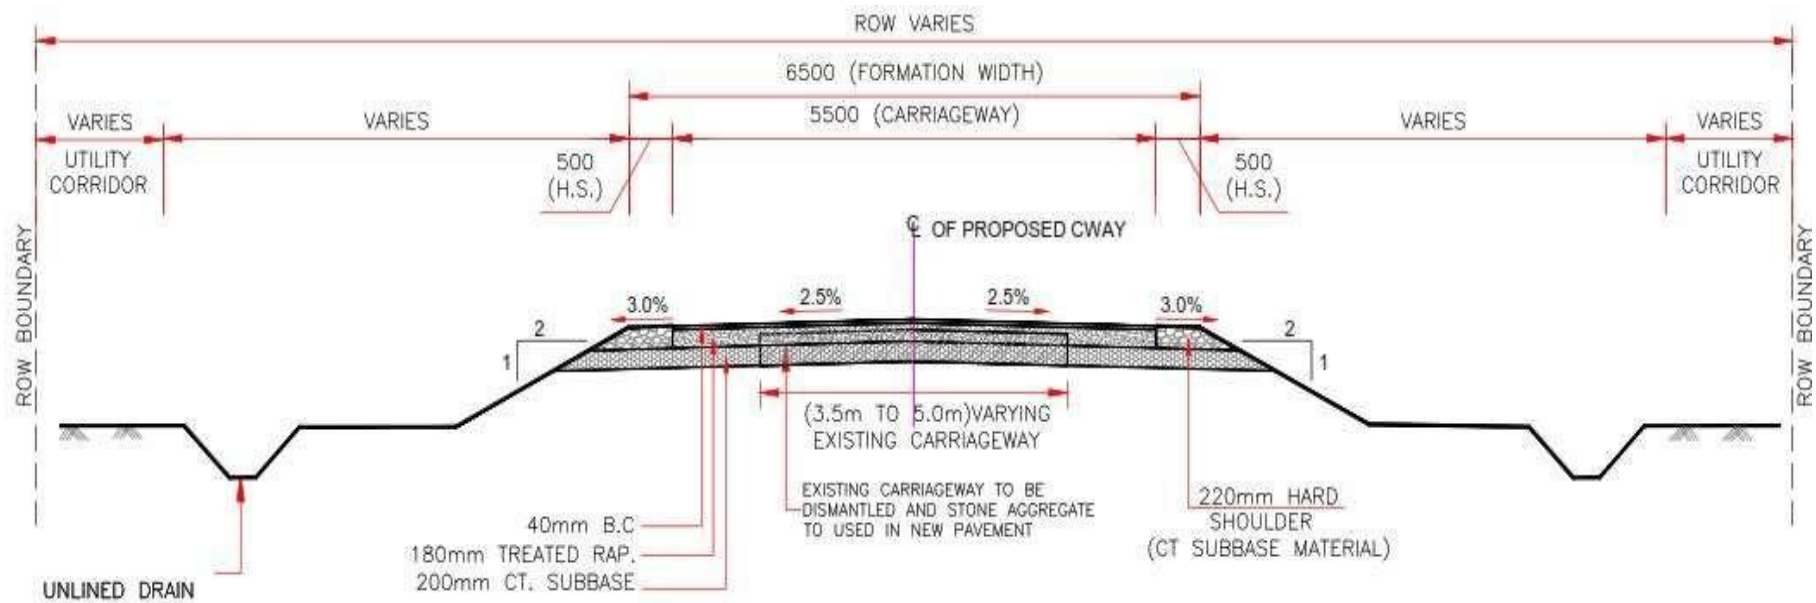 ROW VARIES
6500 (FORMATION WIDTH)
5500 (CARRIAGEWAY)
VARIES
VARIES
VARIES
VARIES
UTILITY
CORRIDOR
500
(H.S.)
500
(H.S.)
UTILITY
CORRIDOR
ROW BOUNDARY
ROW BOUNDARY
℄ OF PROPOSED CWAY
3.0%
2.5%
2.5%
3.0%
2
1
2
1
(3.5m TO 5.0m)VARYING
EXISTING CARRIAGEWAY
EXISTING CARRIAGEWAY TO BE
DISMANTLED AND STONE AGGREGATE
TO USED IN NEW PAVEMENT
220mm HARD
SHOULDER
(CT SUBBASE MATERIAL)
40mm B.C
180mm TREATED RAP.
200mm CT. SUBBASE
UNLINED DRAIN